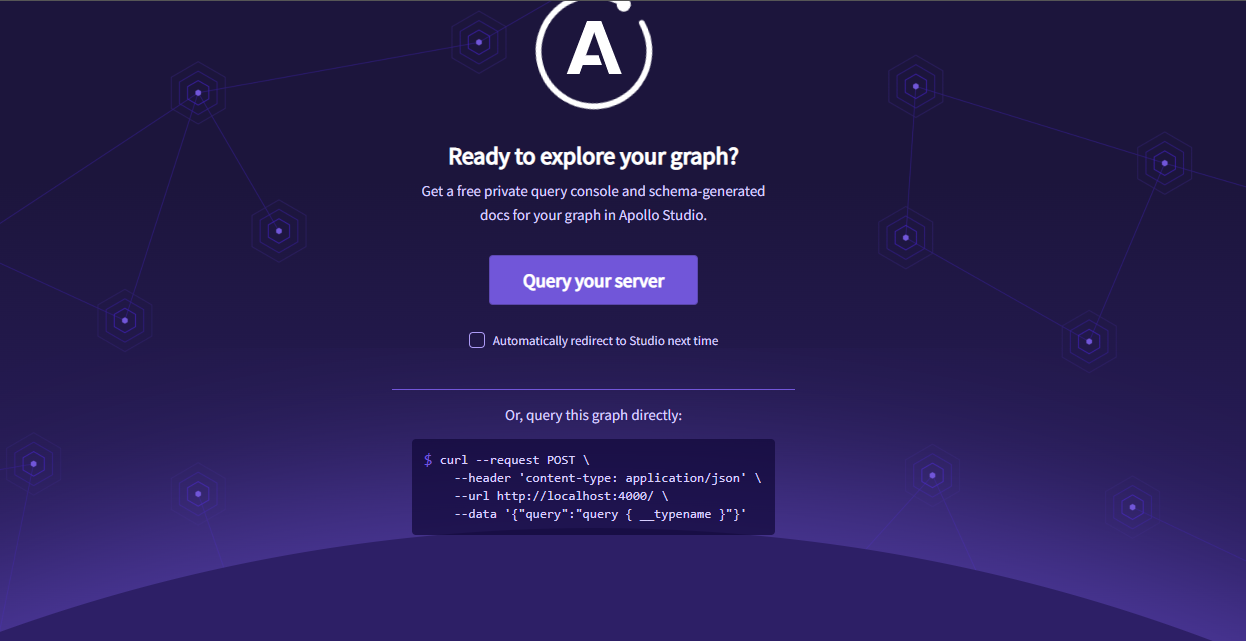 A
Ready to explore your graph?
Get a free private query console and schema-generated
docs for your graph in Apollo Studio.
Query your server
Automatically redirect to Studio next time
Or, query this graph directly:
$ curl --request POST \
--header 'content-type: application/json' \
--url http://localhost:4000/ \
--data '{"query":"query { __typename }"}'